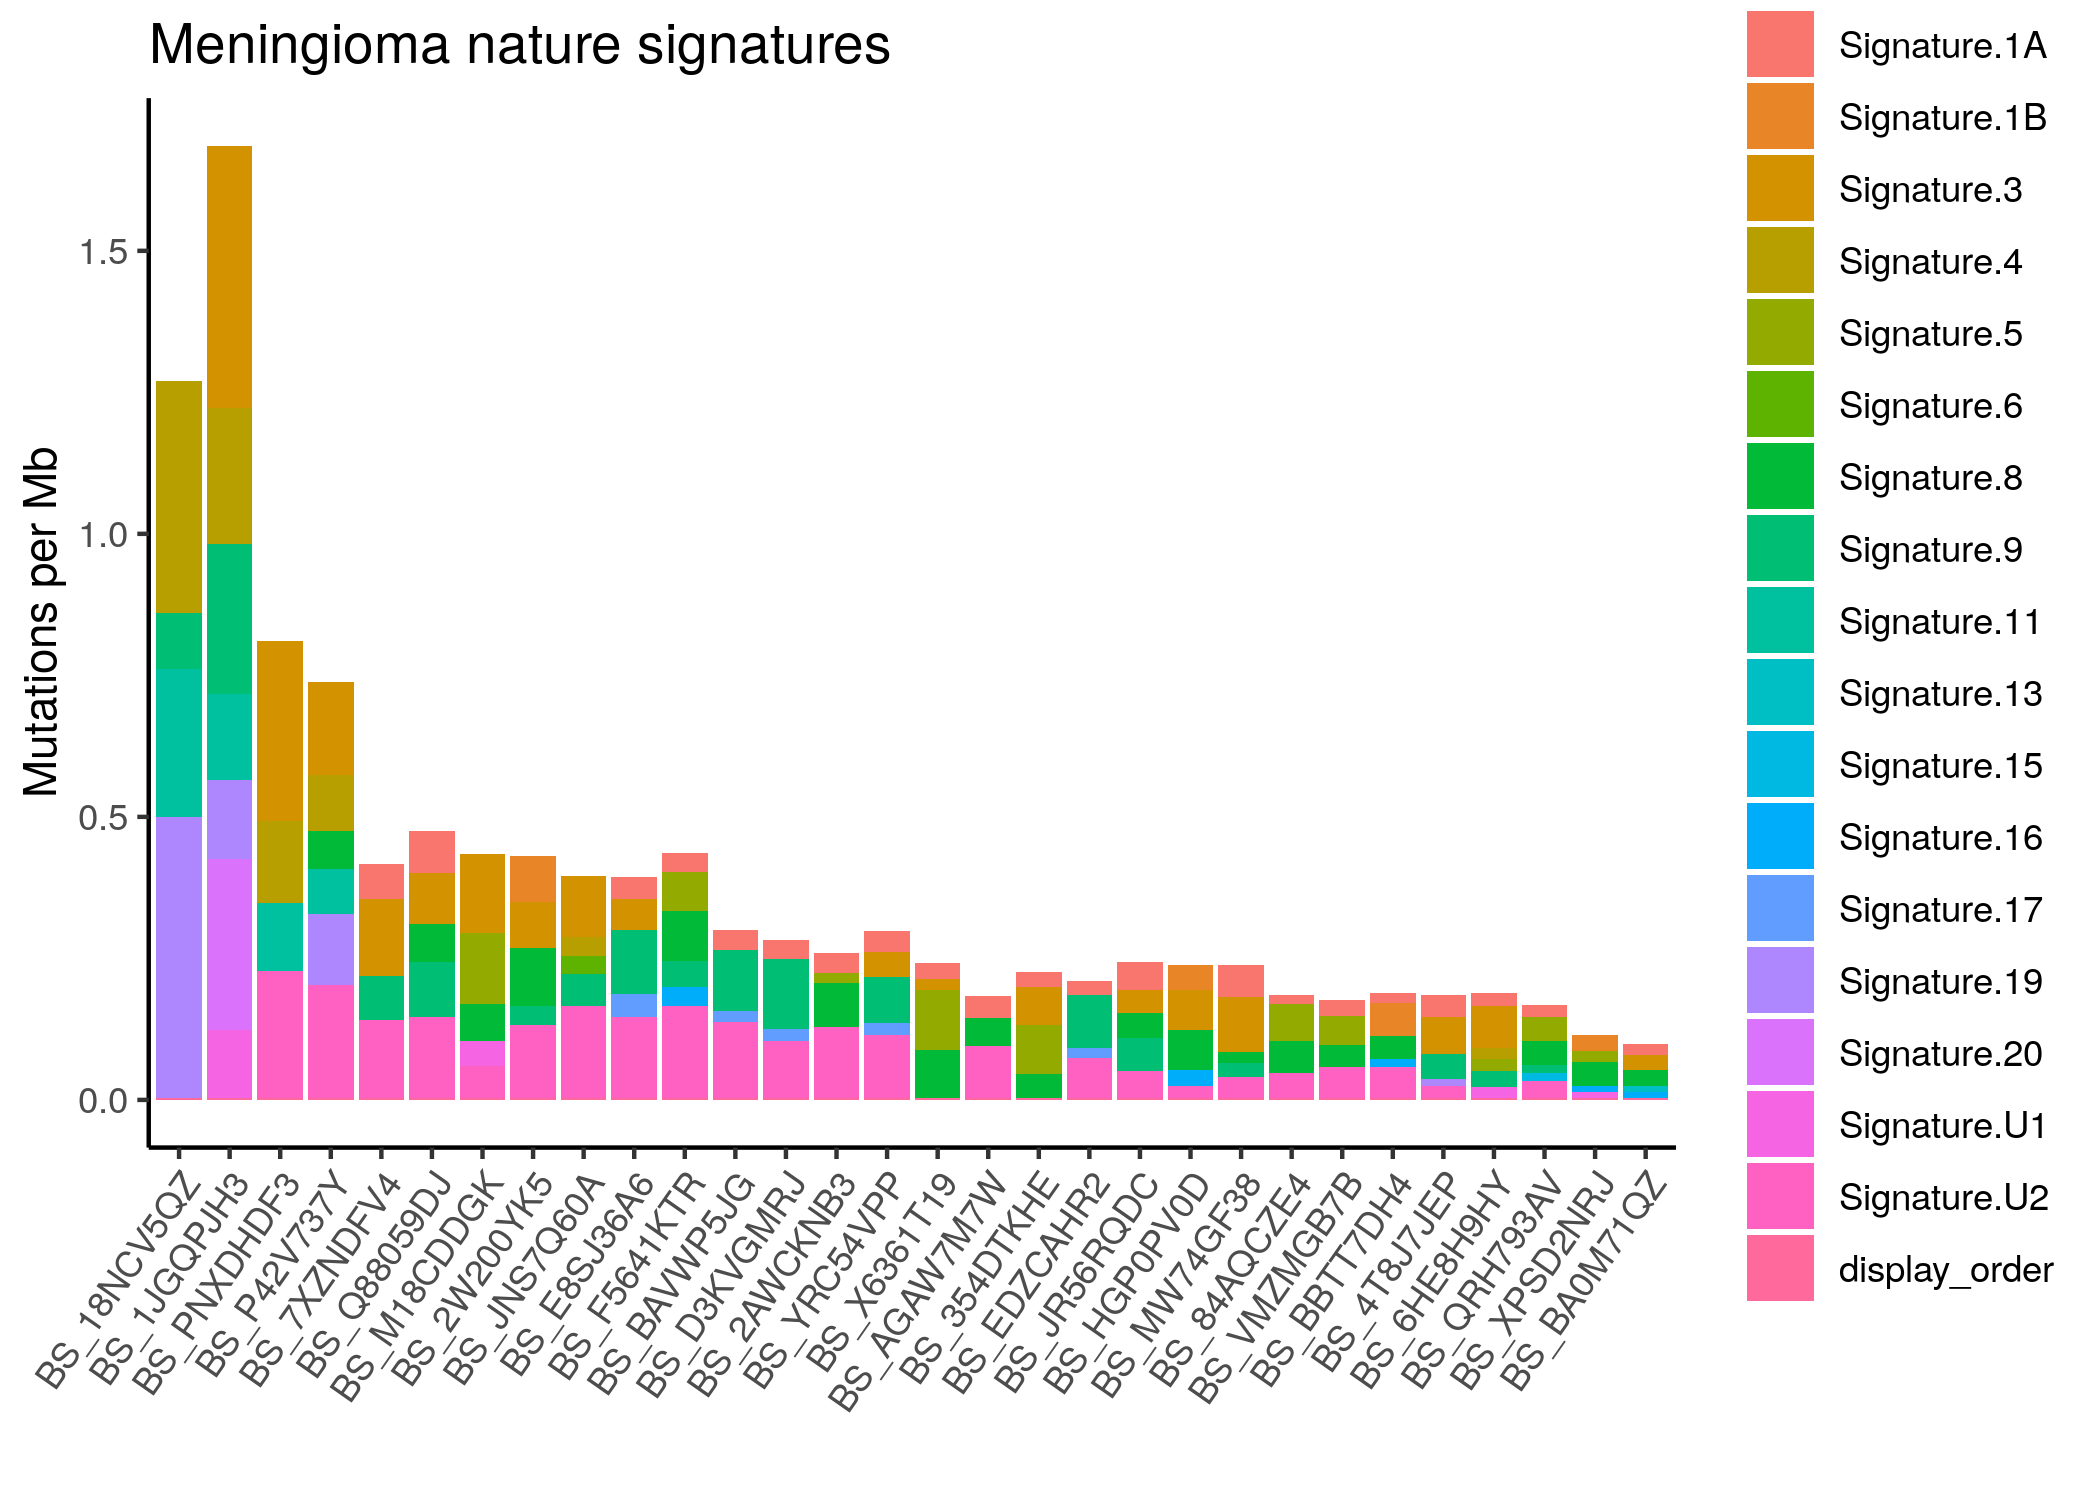 Meningioma nature signatures
Mutations per Mb
1.5
1.0
0.5
0.0
BS_18NCV5QZ
BS_1JGQPJH3
BS_PNXDHDF3
BS_P42V737Y
BS_7XZNDFV4
BS_Q88059DJ
BS_M18CDDGK
BS_2W200YK5
BS_JNS7Q60A
BS_E8SJ36A6
BS_F5641KTR
BS_BAVWP5JG
BS_D3KVGMRJ
BS_2AWCKNB3
BS_YRC54VPP
BS_X6361T19
BS_AGAW7M7W
BS_354DTKHE
BS_EDZCAHR2
BS_JR56RQDC
BS_HGP0PV0D
BS_MW74GF38
BS_84AQCZE4
BS_VMZMGB7B
BS_BBTT7DH4
BS_4T8J7JEP
BS_6HE8H9HY
BS_QRH793AV
BS_XPSD2NRJ
BS_BA0M71QZ
Signature.1A
Signature.1B
Signature.3
Signature.4
Signature.5
Signature.6
Signature.8
Signature.9
Signature.11
Signature.13
Signature.15
Signature.16
Signature.17
Signature.19
Signature.20
Signature.U1
Signature.U2
display_order